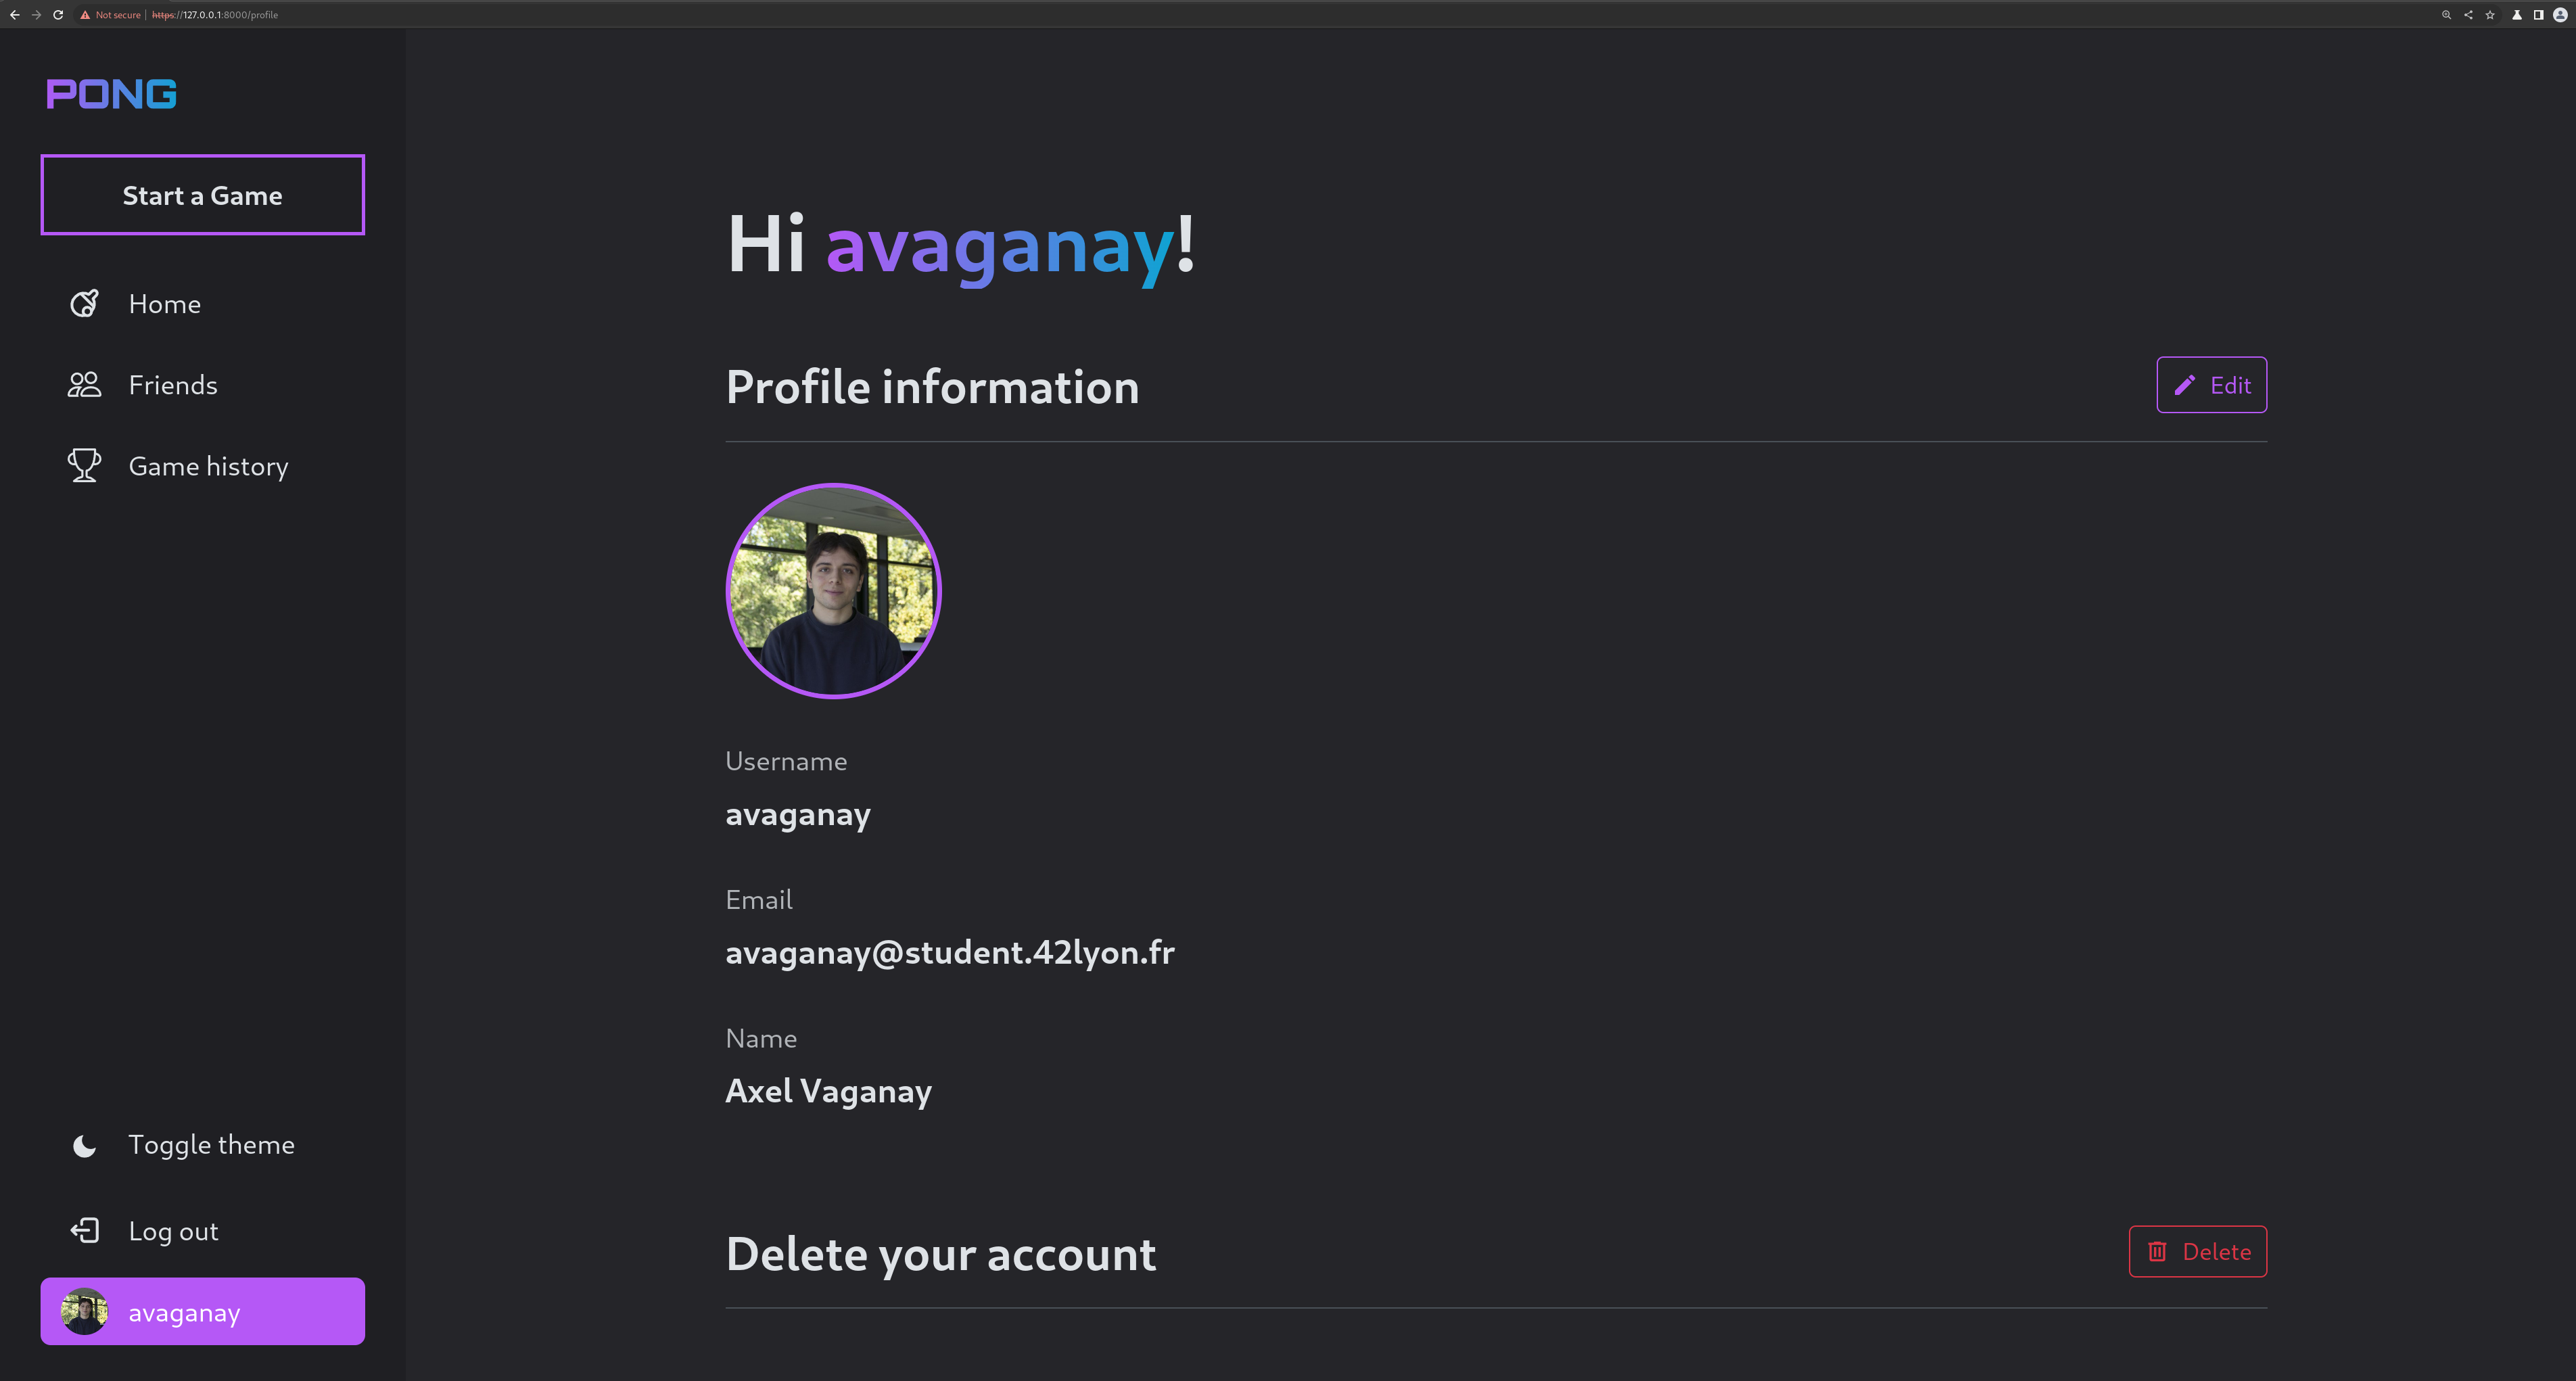 Not secure | https://127.0.0.1:8000/profile
PONG
Start a Game
Home
Friends
Game history
Toggle theme
Log out
avaganay
Hi avaganay!
Profile information
Edit
Username
avaganay
Email
avaganay@student.42lyon.fr
Name
Axel Vaganay
Delete your account
Delete